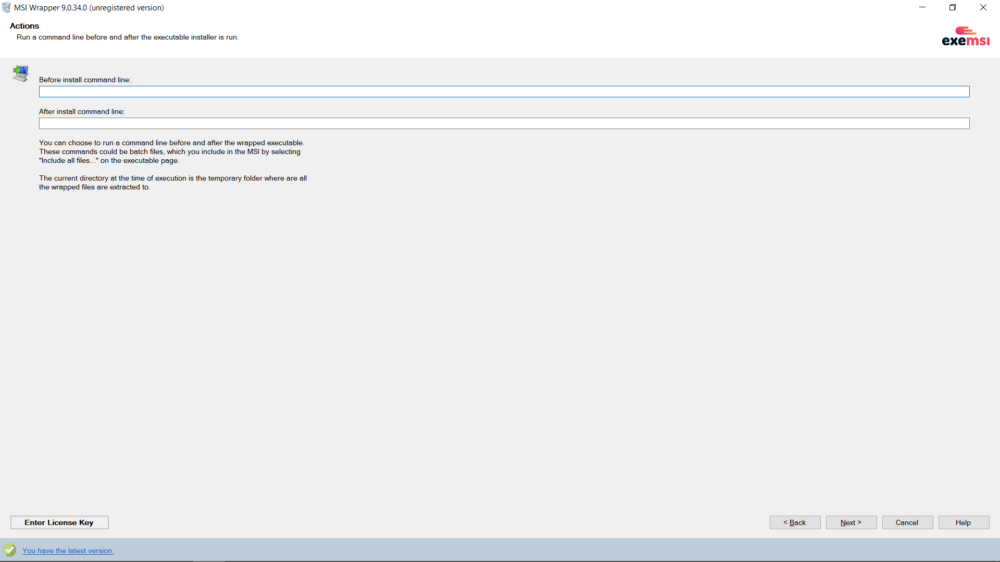 MSI Wrapper 9.0.34.0 (unregistered version)
Actions
Run a command line before and after the executable installer is run.
exemsi
Before install command line:
After install command line:
You can choose to run a command line before and after the wrapped executable.
These commands could be batch files, which you include in the MSI by selecting
"Include all files..." on the executable page.
The current directory at the time of execution is the temporary folder where are all
the wrapped files are extracted to.
Enter License Key
< Back
Next >
Cancel
Help
You have the latest version.